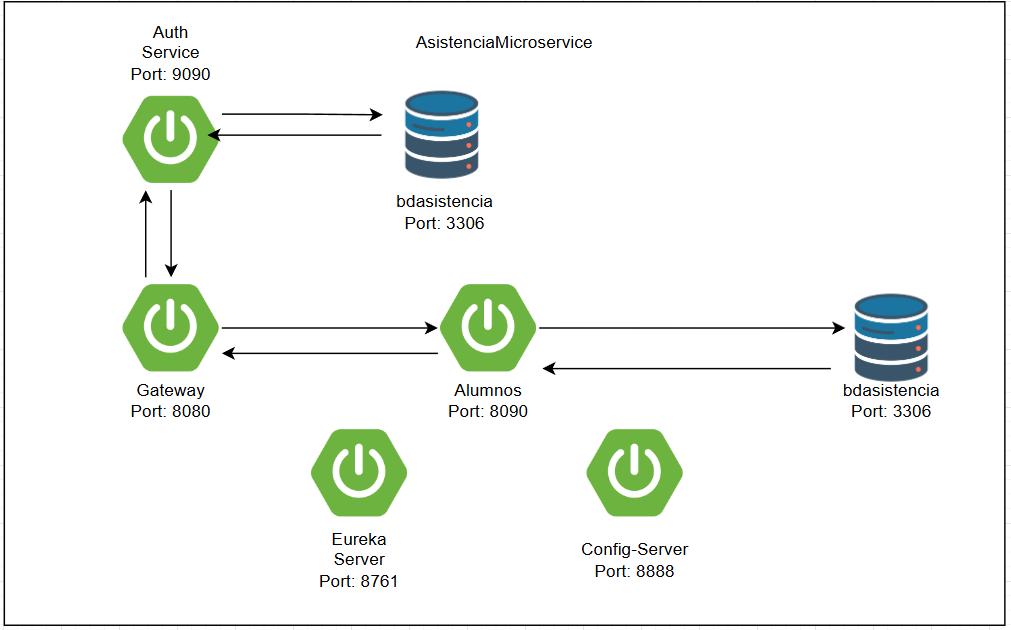 Auth
Service
Port: 9090
AsistenciaMicroservice
bdasistencia
Port: 3306
Gateway
Port: 8080
Alumnos
Port: 8090
bdasistencia
Port: 3306
Eureka
Server
Port: 8761
Config-Server
Port: 8888